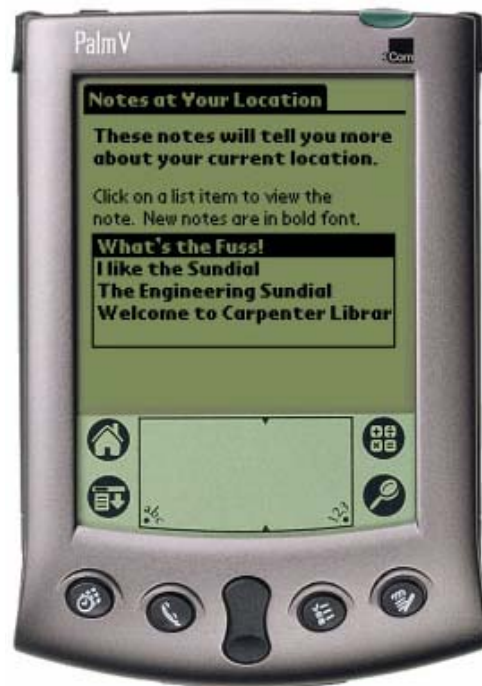 Palm V
3Com
Notes at Your Location
These notes will tell you more
about your current location.
Click on a list item to view the
note. New notes are in bold font.
What's the Fuss!
I like the Sundial
The Engineering Sundial
Welcome to Carpenter Librar
abc
123